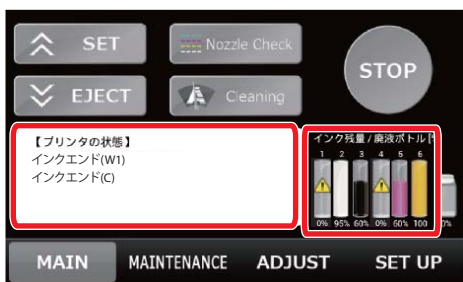 SET
Nozzle Check
STOP
EJECT
Cleaning
【プリンタの状態】
インクエンド(W1)
インクエンド(C)
インク残量/廃液ボトル[
1 2 3 4 5 6
0% 95% 60% 0% 60% 100 0%
MAIN MAINTENANCE ADJUST SET UP